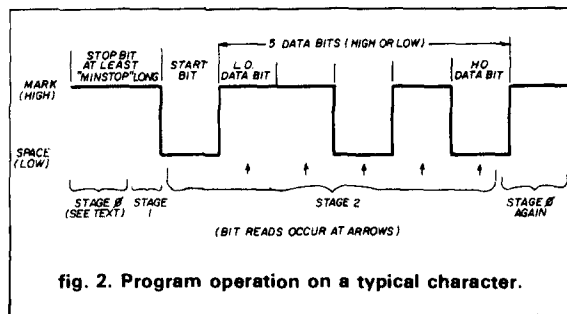 5 DATA BITS (HIGH OR LOW)
STOP BIT
AT LEAST
"MINSTOP" LONG
START
BIT
L.O.
DATA BIT
HO
DATA BIT
MARK
(HIGH)
SPACE
(LOW)
STAGE Ø
(SEE TEXT)
STAGE
1
STAGE 2
STAGE Ø
AGAIN
(BIT READS OCCUR AT ARROWS)
fig. 2. Program operation on a typical character.